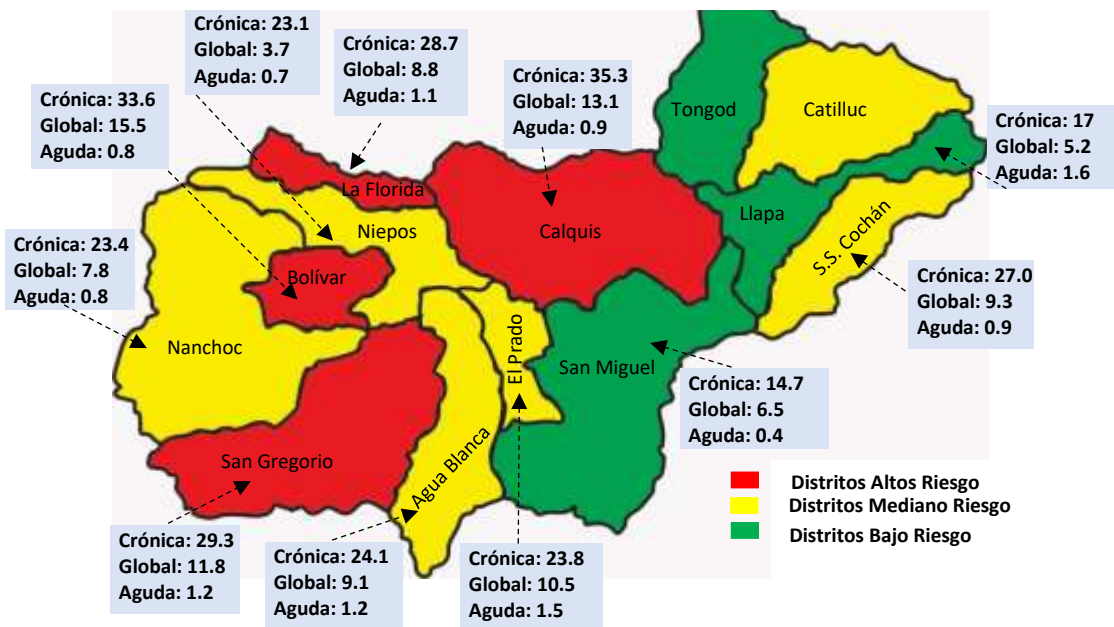 Crónica: 23.1
Global: 3.7
Aguda: 0.7
Crónica: 28.7
Global: 8.8
Aguda: 1.1
Crónica: 35.3
Global: 13.1
Aguda: 0.9
Crónica: 33.6
Global: 15.5
Aguda: 0.8
Crónica: 17
Global: 5.2
Aguda: 1.6
Crónica: 23.4
Global: 7.8
Aguda: 0.8
Crónica: 27.0
Global: 9.3
Aguda: 0.9
Crónica: 14.7
Global: 6.5
Aguda: 0.4
Crónica: 29.3
Global: 11.8
Aguda: 1.2
Crónica: 24.1
Global: 9.1
Aguda: 1.2
Crónica: 23.8
Global: 10.5
Aguda: 1.5
Tongod
Catilluc
La Florida
Niepos
Calquis
Llapa
S.S. Cochán
Bolívar
Nanchoc
El Prado
San Miguel
San Gregorio
Agua Blanca
Distritos Altos Riesgo
Distritos Mediano Riesgo
Distritos Bajo Riesgo